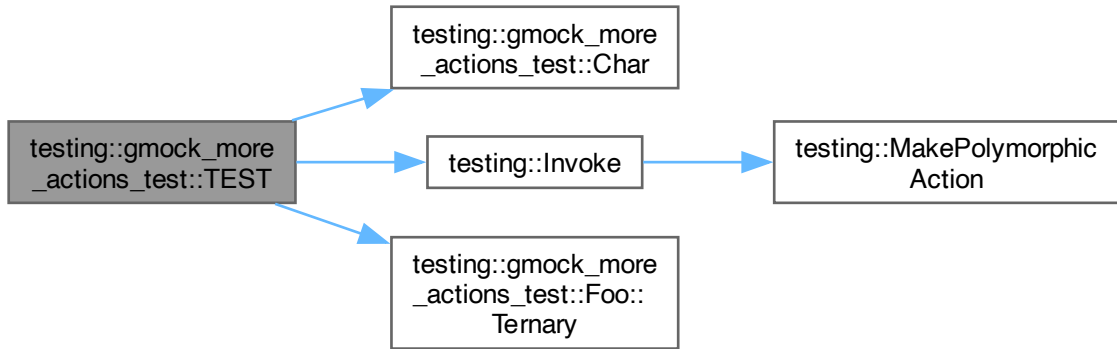 testing::gmock_more
_actions_test::TEST
testing::gmock_more
_actions_test::Char
testing::Invoke
testing::MakePolymorphic
Action
testing::gmock_more
_actions_test::Foo::
Ternary